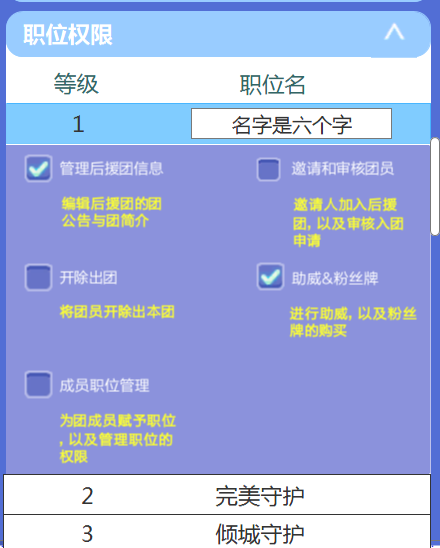 职位权限
等级 职位名
1 名字是六个字
管理后援团信息 邀请和审核团员
编辑后援团的团
公告与团简介
邀请人加入后援
团，以及审核入团
申请
开除出团 助威&粉丝牌
将团员开除出本团
进行助威，以及粉丝
牌的购买
成员职位管理
为团成员赋予职位
，以及管理职位的
权限
2 完美守护
3 倾城守护